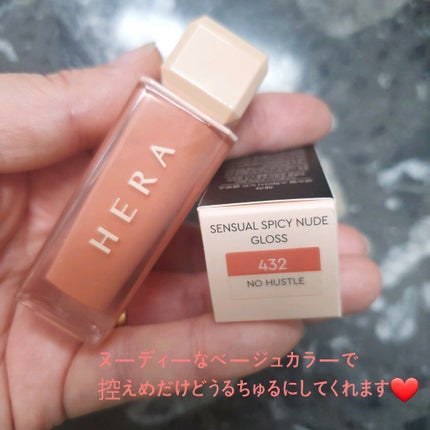 HERA
SENSUAL SPICY NUDE
GLOSS
432
NO HUSTLE
ヌーディーなベージュカラーで
控えめだけどうるちゅるにしてくれます❤